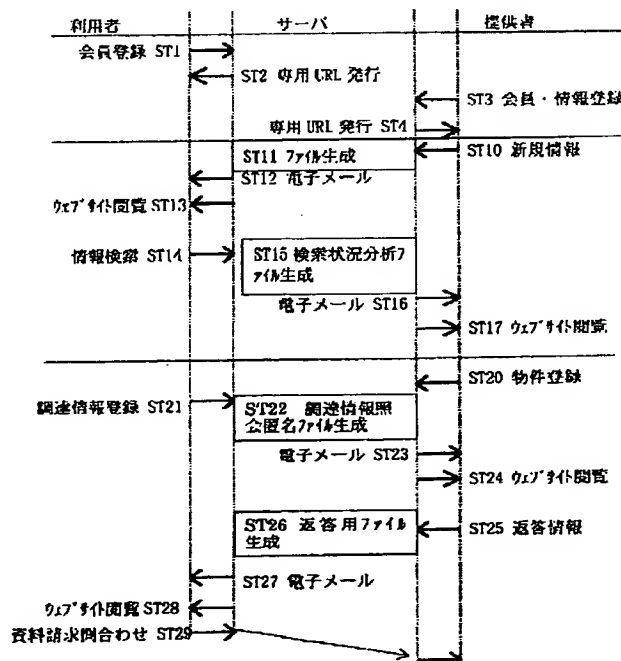 利用者 サーバ 提供者
会員登録 ST1
ST2 専用 URL 発行
ST3 会員・情報登録
専用 URL 発行 ST4
ST11 ファイル生成
ST10 新規情報
ST12 電子メール
ウェブサイト閲覧 ST13
情報検索 ST14
ST15 検索状況分析フ
ァイル生成
電子メール ST16
ST17 ウェブサイト閲覧
ST20 物件登録
調達情報登録 ST21
ST22 調達情報照
会匿名ファイル生成
電子メール ST23
ST24 ウェブサイト閲覧
ST26 返答用ファイル
生成
ST25 返答情報
ST27 電子メール
ウェブサイト閲覧 ST28
資料請求問合わせ ST29